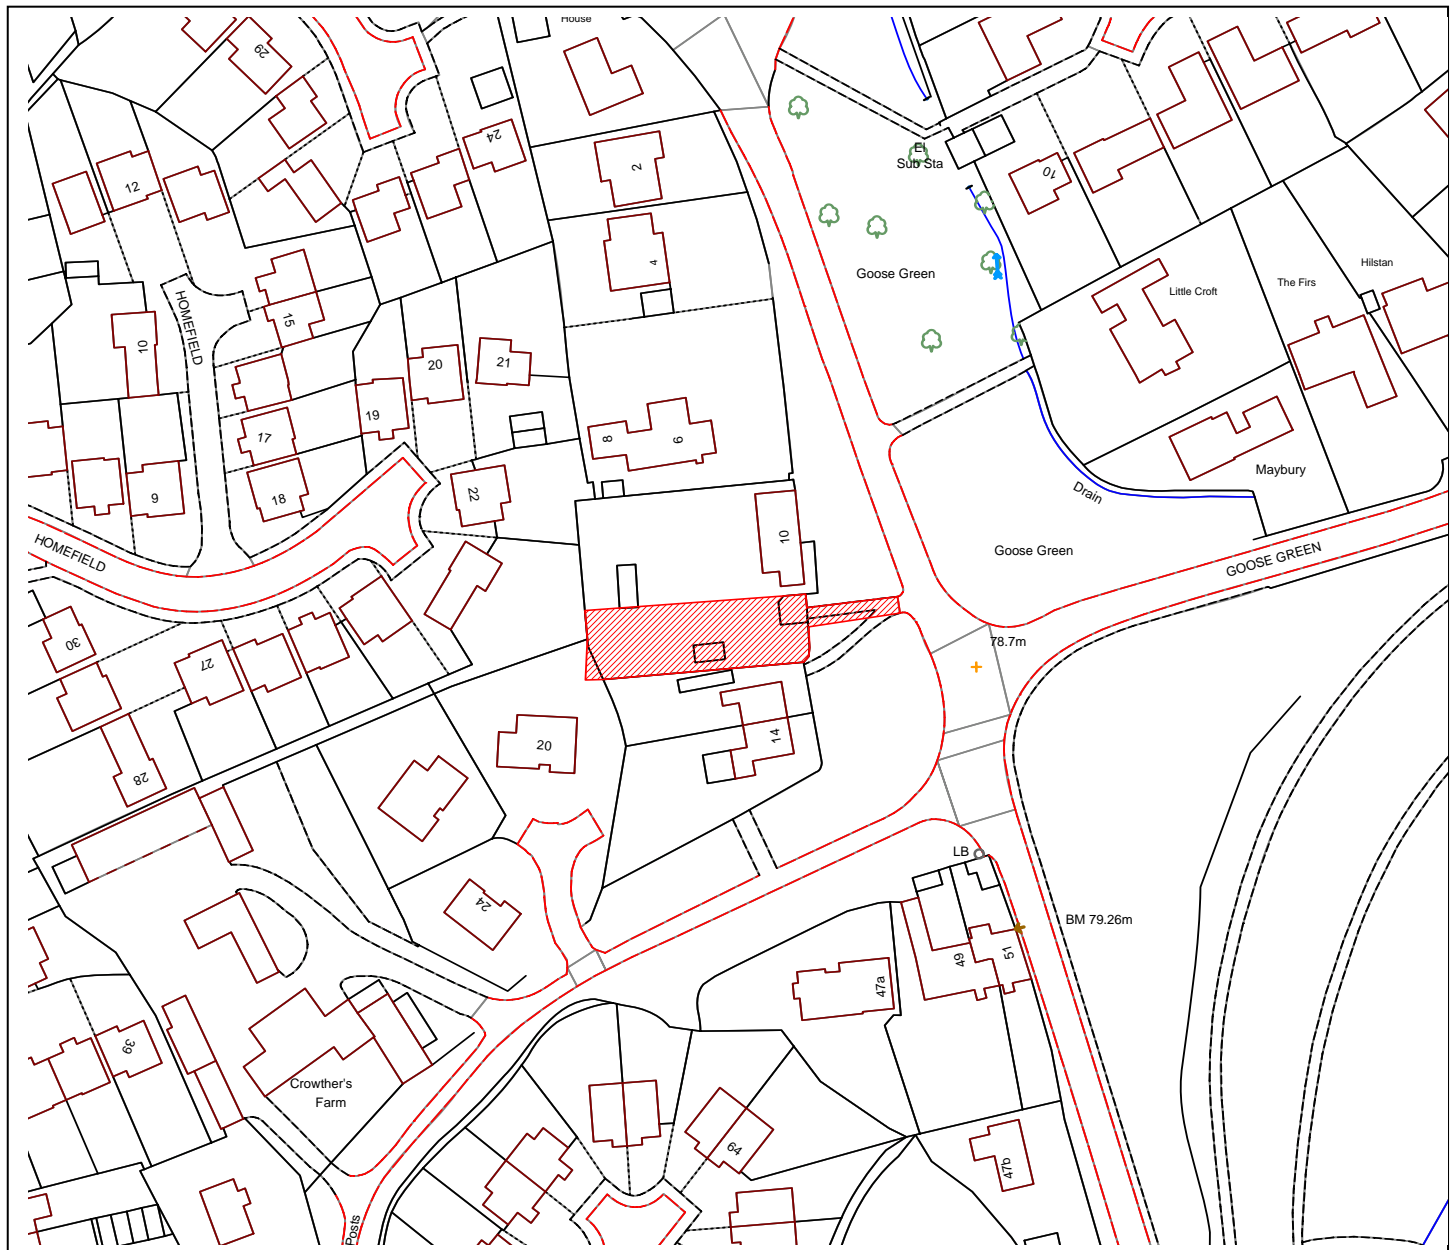 House
29
24
12
2
10
El
Sub Sta
4
Goose Green
Little Croft
The Firs
Hilstan
HOMEFIELD
15
10
20
21
19
17
8
6
18
22
9
Maybury
Drain
10
Goose Green
GOOSE GREEN
HOMEFIELD
30
27
78.7m
28
20
14
LB
24
BM 79.26m
49
51
47a
39
Crowther's
Farm
64
47b
Posts